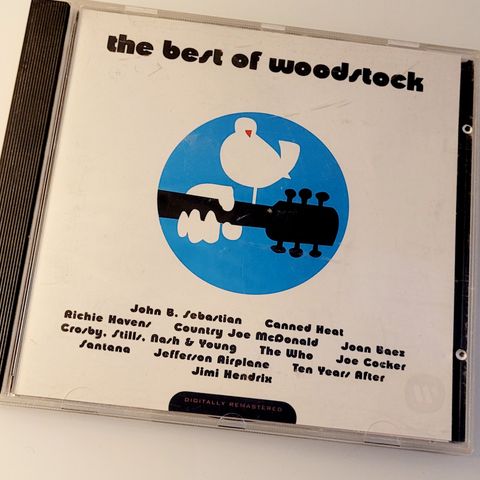 the best of woodstock
John B. Sebastian Canned Heat
Richie Havens Country Joe McDonald Joan Baez
Crosby, Stills, Nash & Young The Who Joe Cocker
Santana Jefferson Airplane Ten Years After
Jimi Hendrix
DIGITALLY REMASTERED